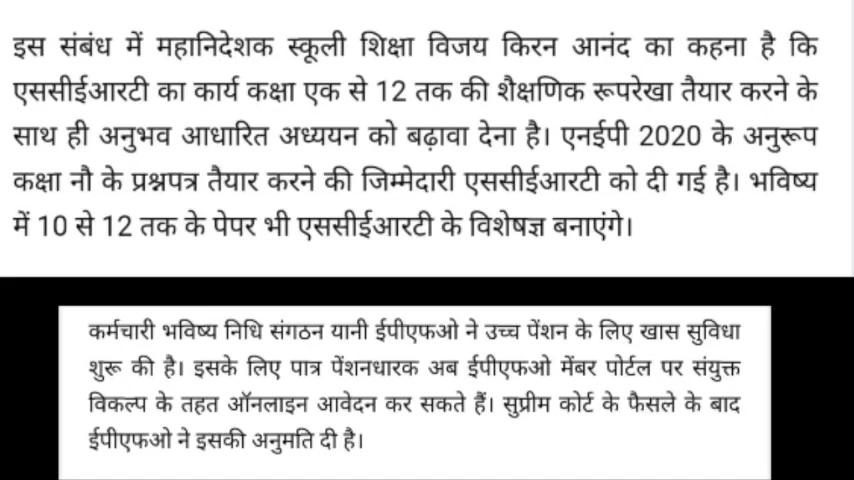 इस संबंध में महानिदेशक स्कूली शिक्षा विजय किरन आनंद का कहना है कि
एससीईआरटी का कार्य कक्षा एक से 12 तक की शैक्षणिक रूपरेखा तैयार करने के
साथ ही अनुभव आधारित अध्ययन को बढ़ावा देना है। एनईपी 2020 के अनुरूप
कक्षा नौ के प्रश्नपत्र तैयार करने की जिम्मेदारी एससीईआरटी को दी गई है। भविष्य
में 10 से 12 तक के पेपर भी एससीईआरटी के विशेषज्ञ बनाएंगे।
कर्मचारी भविष्य निधि संगठन यानी ईपीएफओ ने उच्च पेंशन के लिए खास सुविधा
शुरू की है। इसके लिए पात्र पेंशनधारक अब ईपीएफओ मेंबर पोर्टल पर संयुक्त
विकल्प के तहत ऑनलाइन आवेदन कर सकते हैं। सुप्रीम कोर्ट के फैसले के बाद
ईपीएफओ ने इसकी अनुमति दी है।